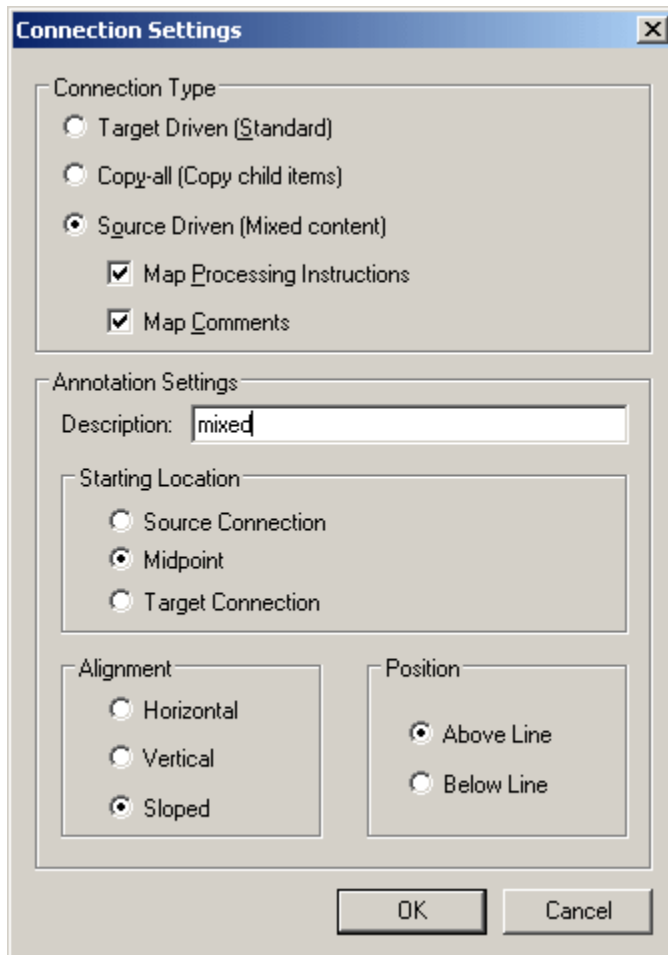 Connection Settings
Connection Type
Target Driven (Standard)
Copy-all (Copy child items)
Source Driven (Mixed content)
Map Processing Instructions
Map Comments
Annotation Settings
Description: mixed
Starting Location
Source Connection
Midpoint
Target Connection
Alignment
Horizontal
Vertical
Sloped
Position
Above Line
Below Line
OK Cancel